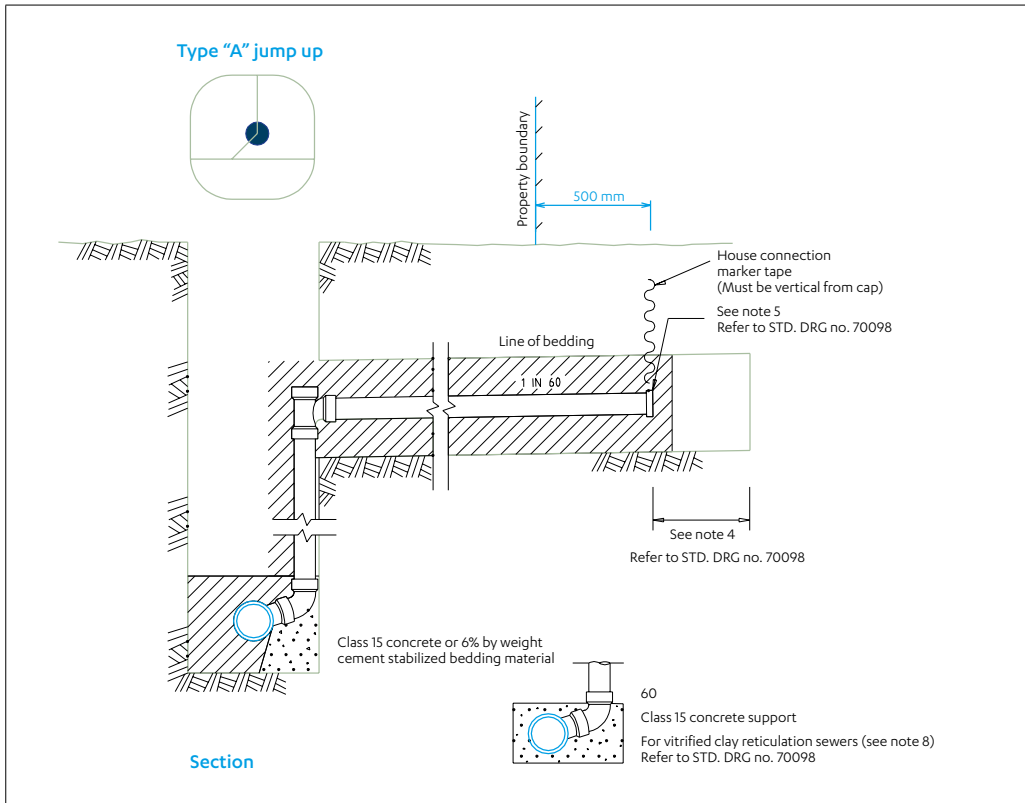 Type “A” jump up
Property boundary
500 mm
House connection
marker tape
(Must be vertical from cap)
See note 5
Refer to STD. DRG no. 70098
Line of bedding
1 IN 60
See note 4
Refer to STD. DRG no. 70098
Class 15 concrete or 6% by weight
cement stabilized bedding material
60
Class 15 concrete support
For vitrified clay reticulation sewers (see note 8)
Refer to STD. DRG no. 70098
Section